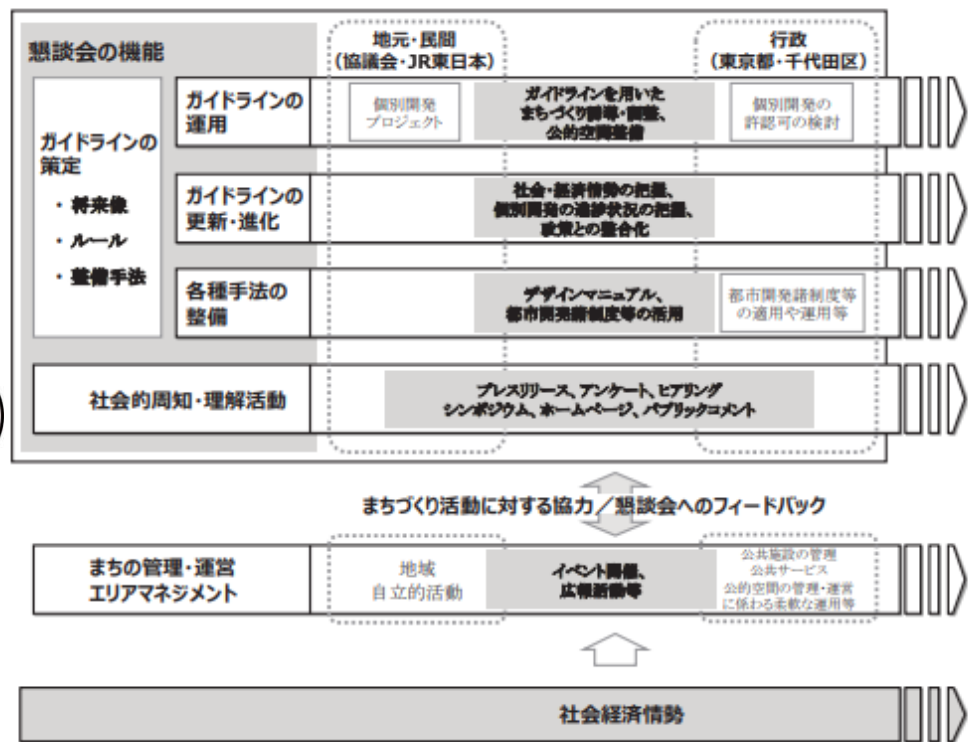 懇談会の機能
地元・民間
(協議会・JR東日本)
行政
(東京都・千代田区)
ガイドラインの
策定
・ 将来像
・ ルール
・ 整備手法
ガイドラインの
運用
個別開発
プロジェクト
ガイドラインを用いた
まちづくり誘導・調整、
公的空間整備
個別開発の
許認可の検討
ガイドラインの
更新・進化
社会・経済情勢の把握、
個別開発の進捗状況の把握、
政策との整合化
各種手法の
整備
デザインマニュアル、
都市開発諸制度等の活用
都市開発諸制度等
の適用や運用等
社会的周知・理解活動
プレスリリース、アンケート、ヒアリング
シンポジウム、ホームページ、パブリックコメント
まちづくり活動に対する協力／懇談会へのフィードバック
まちの管理・運営
エリアマネジメント
地域
自立的活動
イベント開催、
広報活動等
公共施設の管理
公共サービス
公的空間の管理・運営
に係わる柔軟な運用等
社会経済情勢